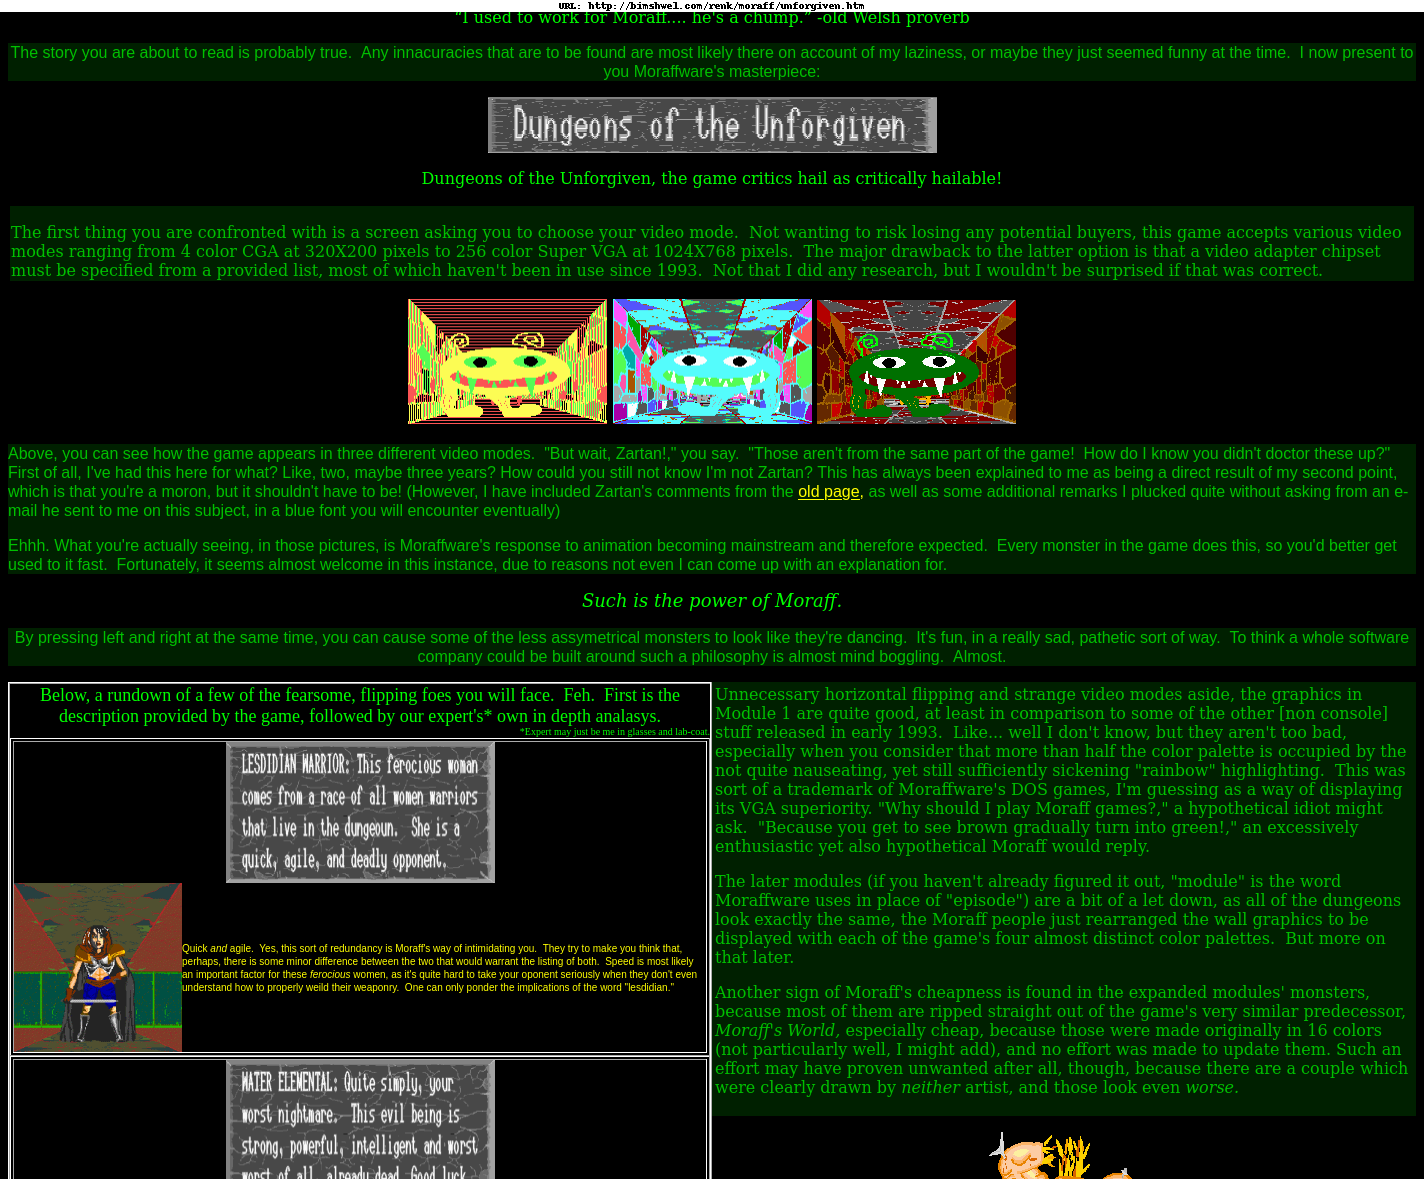 URL: http://bimshwel.com/renk/moraff/unforgiven.htm
“I used to work for Moraff.... he's a chump.” -old Welsh proverb
The story you are about to read is probably true.  Any innacuracies that are to be found are most likely there on account of my laziness, or maybe they just seemed funny at the time.  I now present to
you Moraffware's masterpiece:
Dungeons of the Unforgiven
Dungeons of the Unforgiven, the game critics hail as critically hailable!
The first thing you are confronted with is a screen asking you to choose your video mode.  Not wanting to risk losing any potential buyers, this game accepts various video
modes ranging from 4 color CGA at 320X200 pixels to 256 color Super VGA at 1024X768 pixels.  The major drawback to the latter option is that a video adapter chipset
must be specified from a provided list, most of which haven't been in use since 1993.  Not that I did any research, but I wouldn't be surprised if that was correct.
Above, you can see how the game appears in three different video modes.  "But wait, Zartan!," you say.  "Those aren't from the same part of the game!  How do I know you didn't doctor these up?"
First of all, I've had this here for what? Like, two, maybe three years? How could you still not know I'm not Zartan? This has always been explained to me as being a direct result of my second point,
which is that you're a moron, but it shouldn't have to be! (However, I have included Zartan's comments from the old page, as well as some additional remarks I plucked quite without asking from an e-
mail he sent to me on this subject, in a blue font you will encounter eventually)
Ehhh. What you're actually seeing, in those pictures, is Moraffware's response to animation becoming mainstream and therefore expected.  Every monster in the game does this, so you'd better get
used to it fast.  Fortunately, it seems almost welcome in this instance, due to reasons not even I can come up with an explanation for.
Such is the power of Moraff.
By pressing left and right at the same time, you can cause some of the less assymetrical monsters to look like they're dancing.  It's fun, in a really sad, pathetic sort of way.  To think a whole software
company could be built around such a philosophy is almost mind boggling.  Almost.
Below, a rundown of a few of the fearsome, flipping foes you will face.  Feh.  First is the
description provided by the game, followed by our expert's* own in depth analasys.
*Expert may just be me in glasses and lab-coat.
LESDIDIAN WARRIOR: This ferocious woman
comes from a race of all women warriors
that live in the dungeoun.  She is a
quick, agile, and deadly opponent.
Quick and agile.  Yes, this sort of redundancy is Moraff's way of intimidating you.  They try to make you think that,
perhaps, there is some minor difference between the two that would warrant the listing of both.  Speed is most likely
an important factor for these ferocious women, as it's quite hard to take your oponent seriously when they don't even
understand how to properly weild their weaponry.  One can only ponder the implications of the word "lesdidian."
WATER ELEMENTAL: Quite simply, your
worst nightmare.  This evil being is
strong, powerful, intelligent and worst
worst of all, already dead. Good luck
Unnecessary horizontal flipping and strange video modes aside, the graphics in
Module 1 are quite good, at least in comparison to some of the other [non console]
stuff released in early 1993.  Like... well I don't know, but they aren't too bad,
especially when you consider that more than half the color palette is occupied by the
not quite nauseating, yet still sufficiently sickening "rainbow" highlighting.  This was
sort of a trademark of Moraffware's DOS games, I'm guessing as a way of displaying
its VGA superiority. "Why should I play Moraff games?," a hypothetical idiot might
ask.  "Because you get to see brown gradually turn into green!," an excessively
enthusiastic yet also hypothetical Moraff would reply.
The later modules (if you haven't already figured it out, "module" is the word
Moraffware uses in place of "episode") are a bit of a let down, as all of the dungeons
look exactly the same, the Moraff people just rearranged the wall graphics to be
displayed with each of the game's four almost distinct color palettes.  But more on
that later.
Another sign of Moraff's cheapness is found in the expanded modules' monsters,
because most of them are ripped straight out of the game's very similar predecessor,
Moraff's World, especially cheap, because those were made originally in 16 colors
(not particularly well, I might add), and no effort was made to update them. Such an
effort may have proven unwanted after all, though, because there are a couple which
were clearly drawn by neither artist, and those look even worse.